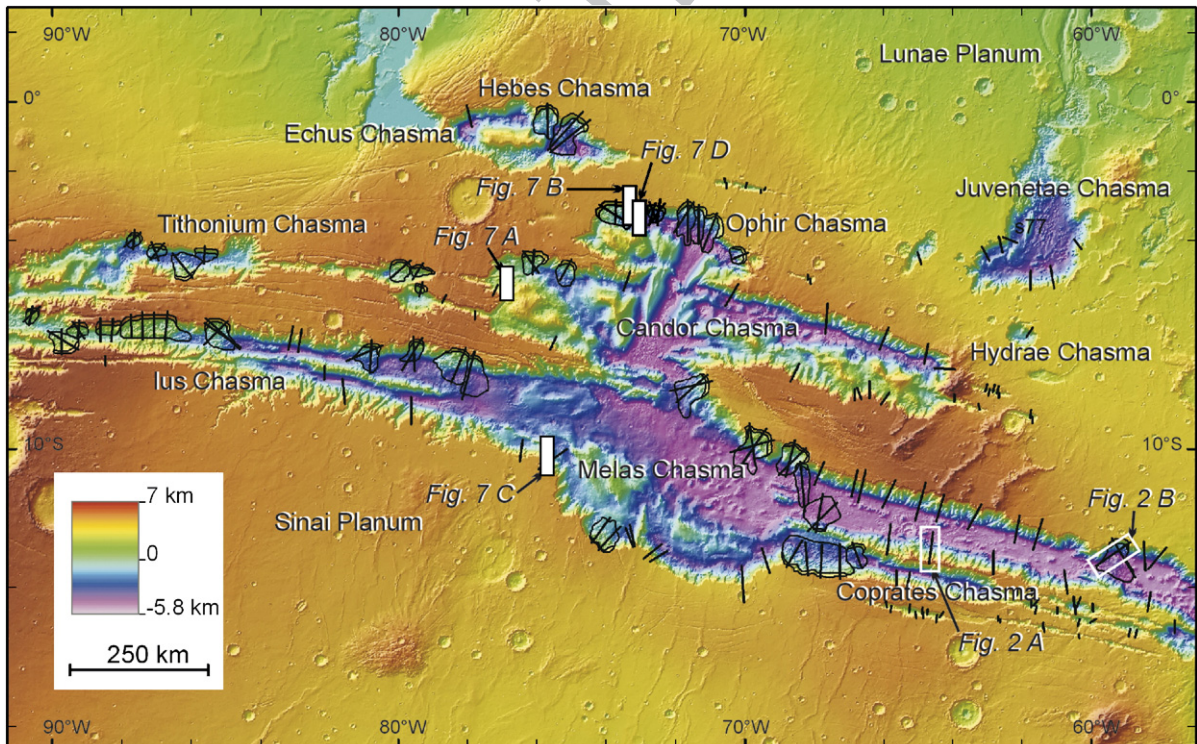 90°W
80°W
70°W
60°W
Lunae Planum
Hebes Chasma
0°
0°
Echus Chasma
Fig. 7 D
Fig. 7 B
Juvenetae Chasma
Tithonium Chasma
Ophir Chasma
s77
Fig. 7 A
Candor Chasma
Hydrae Chasma
Ius Chasma
10°S
10°S
Melas Chasma
Fig. 7 C
Fig. 2 B
7 km
Sinai Planum
0
Coprates Chasma
-5.8 km
Fig. 2 A
250 km
90°W
80°W
70°W
60°W